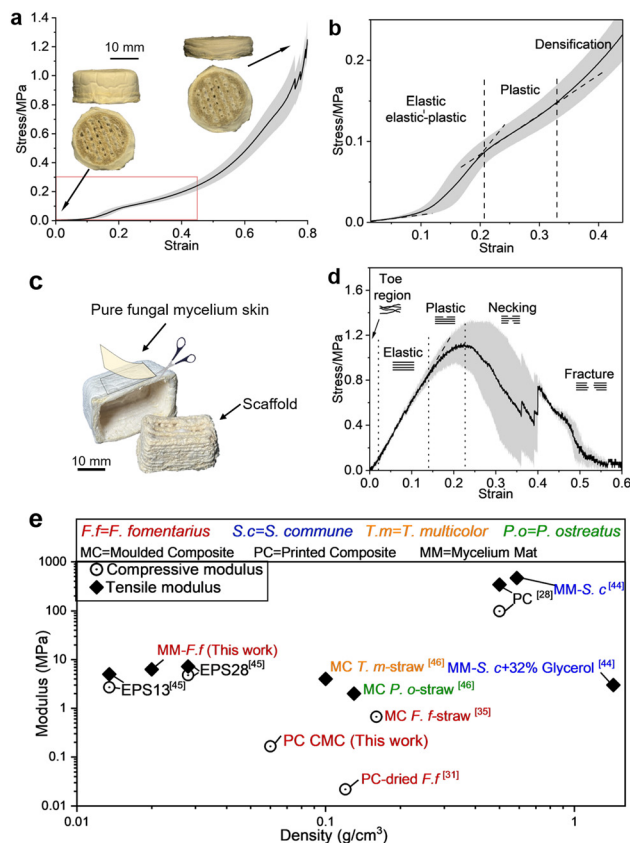 a
10 mm
Stress/MPa
1.4
1.2
1.0
0.8
0.6
0.4
0.2
0.0
0.0 0.2 0.4 0.6 0.8
Strain
b
Stress/MPa
0.2
0.1
0.0
Elastic
elastic-plastic
Plastic
Densification
0.1 0.2 0.3 0.4
Strain
c
Pure fungal mycelium skin
Scaffold
10 mm
d
Stress/MPa
1.6
1.2
0.8
0.4
0.0
Toe
region
Elastic
Plastic
Necking
Fracture
0.0 0.1 0.2 0.3 0.4 0.5 0.6
Strain
e
F.f=F. fomentarius S.c=S. commune T.m=T. multicolor P.o=P. ostreatus
MC=Moulded Composite PC=Printed Composite MM=Mycelium Mat
Compressive modulus
Tensile modulus
Modulus (MPa)
1000
100
10
1
0.1
0.01
MM-S. c [44]
PC [28]
MM-F.f (This work)
EPS28 [45]
EPS13 [45]
MC T. m-straw [46]
MM-S. c+32% Glycerol [44]
MC P. o-straw [46]
MC F. f-straw [35]
PC CMC (This work)
PC-dried F.f [31]
0.01 0.1 1
Density (g/cm³)